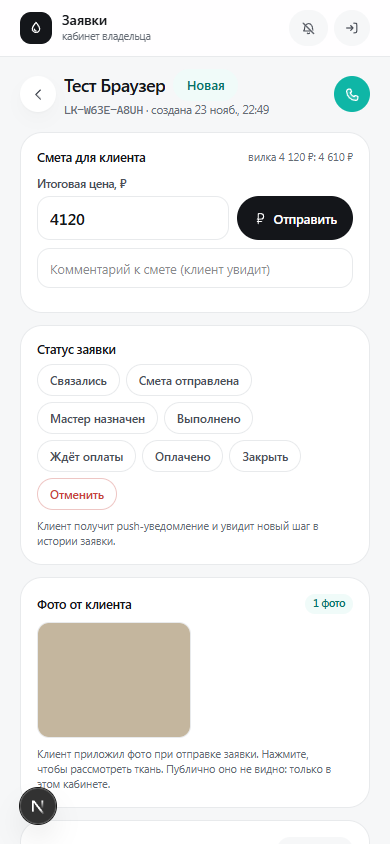 Заявки
кабинет владельца
Тест Браузер
Новая
LK-W63E-A8UH · создана 23 нояб., 22:49
Смета для клиента
вилка 4 120 ₽: 4 610 ₽
Итоговая цена, ₽
4120
₽ Отправить
Комментарий к смете (клиент увидит)
Статус заявки
Связались
Смета отправлена
Мастер назначен
Выполнено
Ждёт оплаты
Оплачено
Закрыть
Отменить
Клиент получит push-уведомление и увидит новый шаг в
истории заявки.
Фото от клиента
1 фото
Клиент приложил фото при отправке заявки. Нажмите,
чтобы рассмотреть ткань. Публично оно не видно: только в
этом кабинете.
N